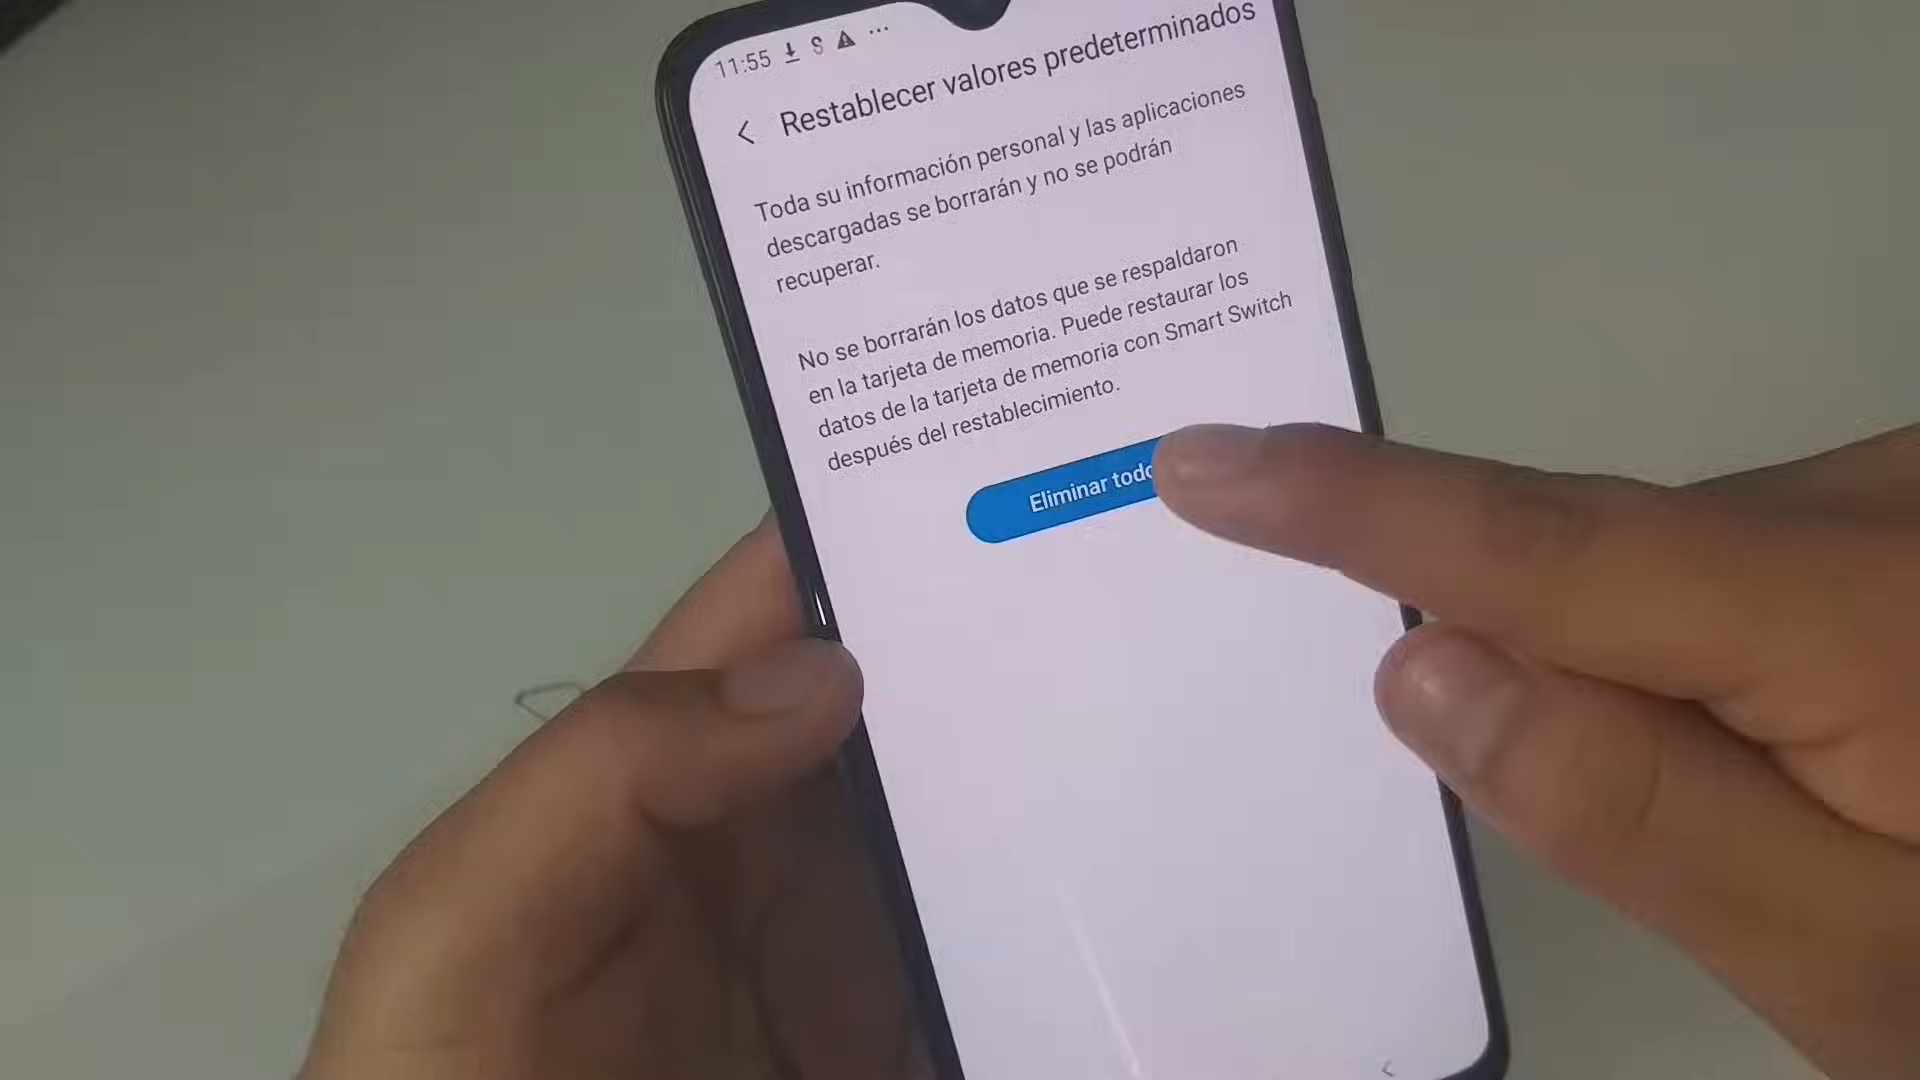 11:55
Restablecer valores predeterminados
Toda su información personal y las aplicaciones
descargadas se borrarán y no se podrán
recuperar.
No se borrarán los datos que se respaldaron
en la tarjeta de memoria. Puede restaurar los
datos de la tarjeta de memoria con Smart Switch
después del restablecimiento.
Eliminar todo